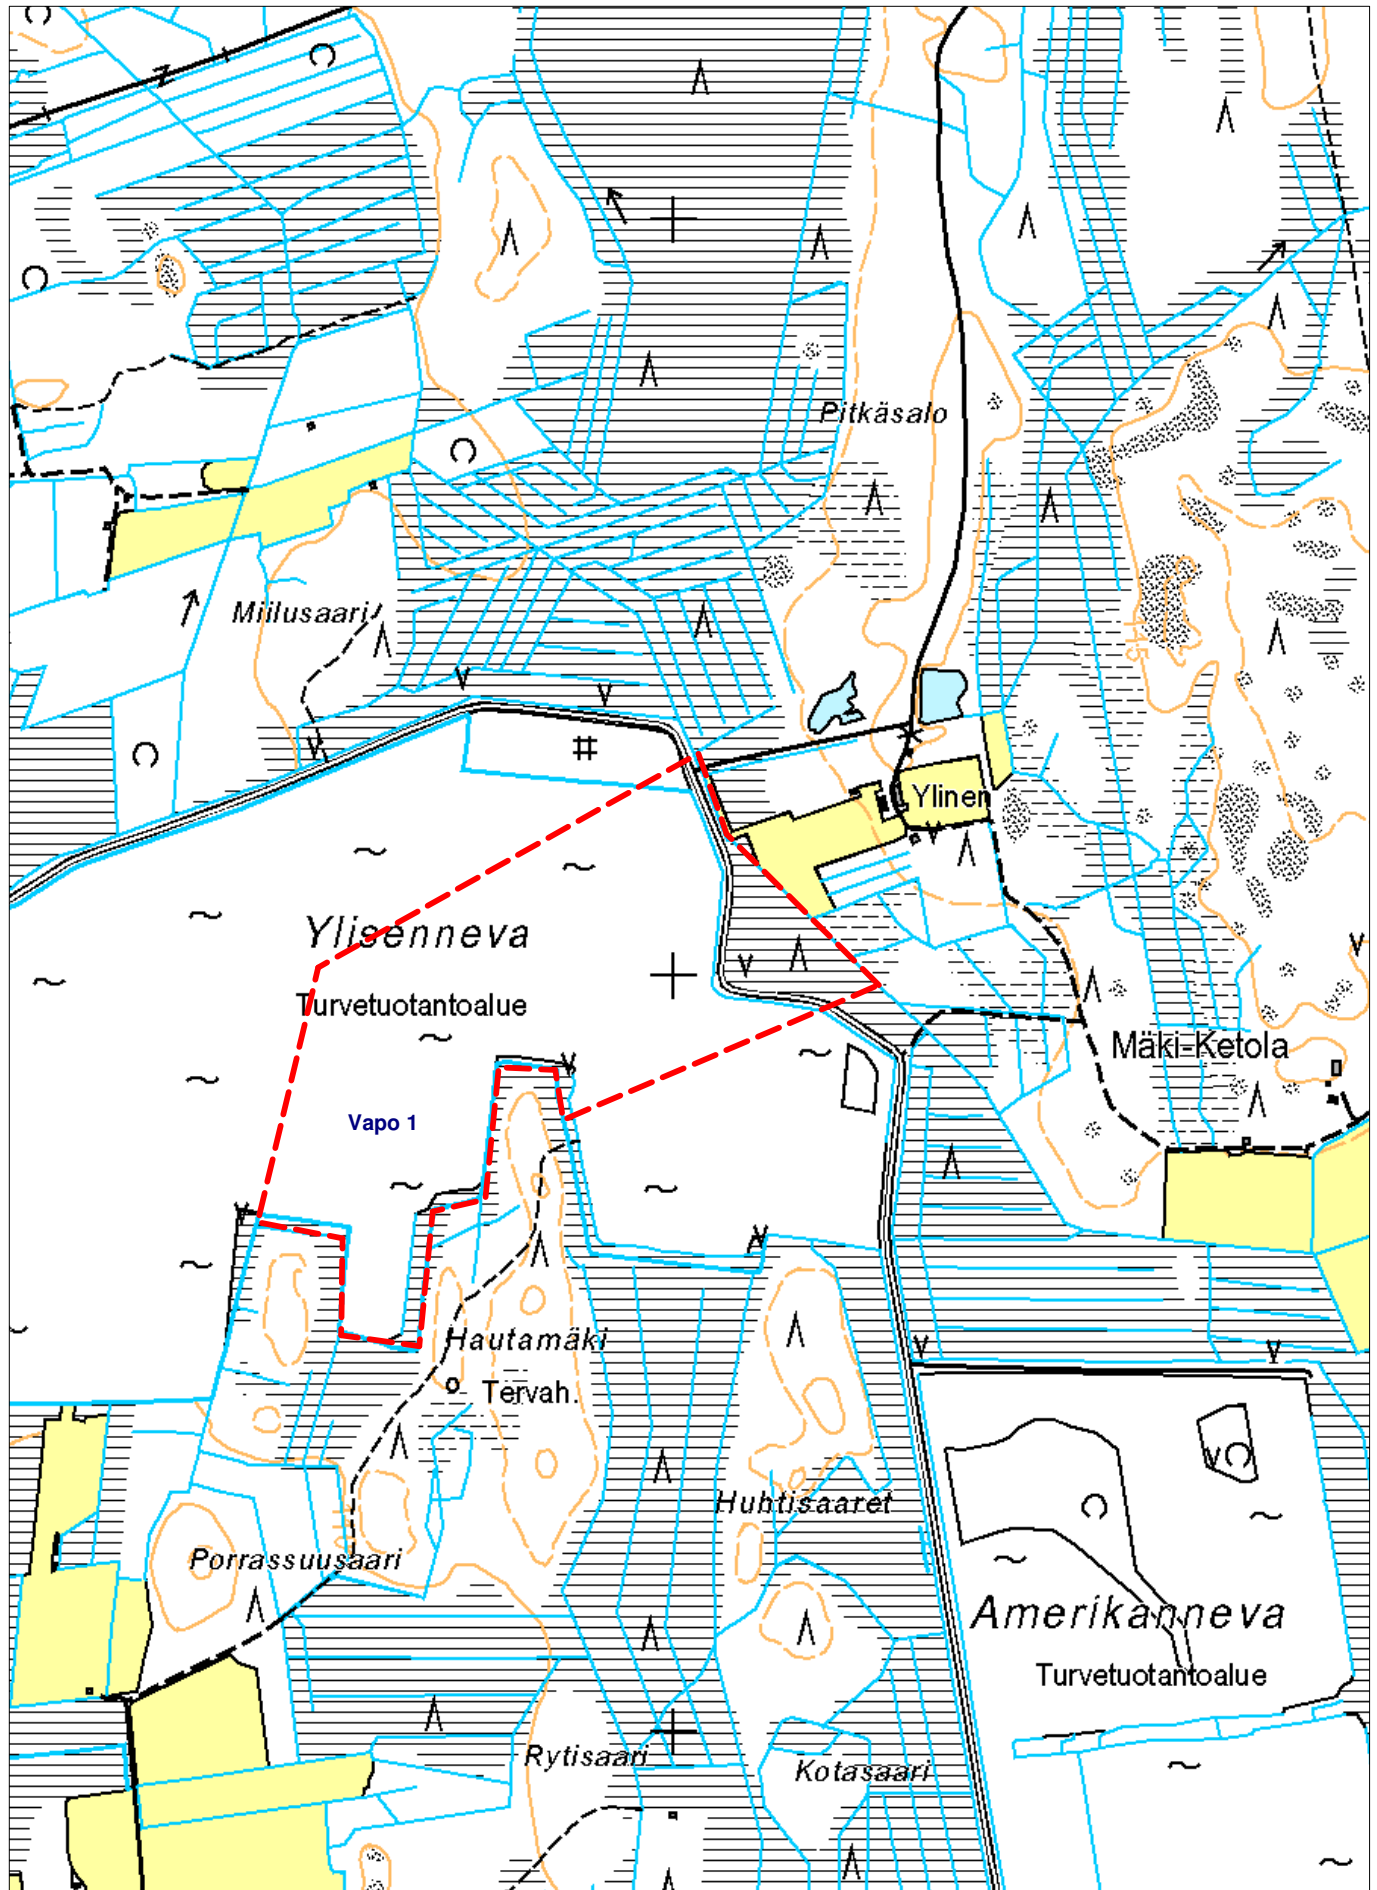 Pitkäsalo
Miilusaari
Ylinen
Ylisenneva
Turvetuotantoalue
Mäki-Ketola
Vapo 1
Hautamäki
Tervah.
Huhtisaaret
Porrassuusaari
Amerikanneva
Turvetuotantoalue
Rytisaari
Kotasaari